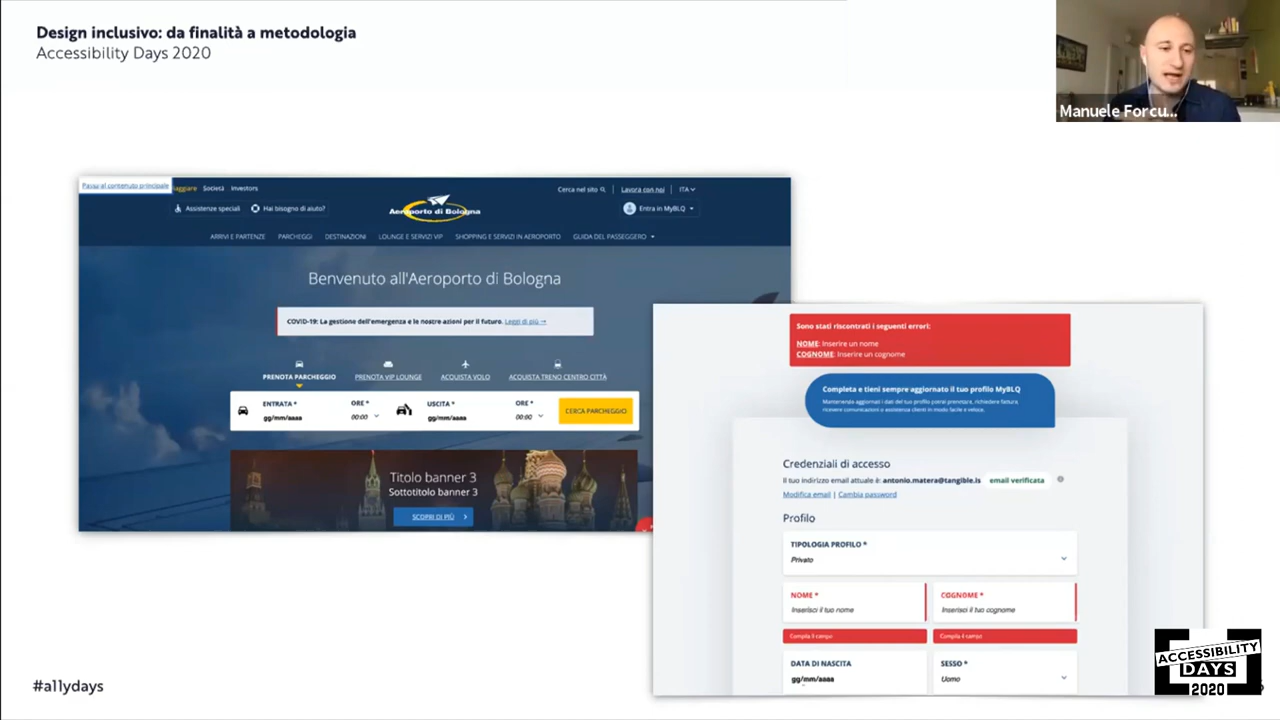 Design inclusivo: da finalità a metodologia
Accessibility Days 2020
Manuele Forcu...
Passa al contenuto principale
Società Investors
Cerca nel sito | Lavora con noi | ITA
Assistenze speciali Hai bisogno di aiuto?
Aeroporto di Bologna
Entra in MyBLQ
ARRIVI E PARTENZE PARCHEGGI DESTINAZIONI LOUNGE E SERVIZI VIP SHOPPING E SERVIZI IN AEROPORTO GUIDA DEL PASSEGGERO
Benvenuto all'Aeroporto di Bologna
COVID-19: La gestione dell'emergenza e le nostre azioni per il futuro. Leggi di più →
PRENOTA PARCHEGGIO PRENOTA VIP LOUNGE ACQUISTA VOLO ACQUISTA TRENO CENTRO CITTÀ
ENTRATA * ORE * USCITA * ORE *
gg/mm/aaaa 00:00 gg/mm/aaaa 00:00
CERCA PARCHEGGIO
Titolo banner 3
Sottotitolo banner 3
SCOPRI DI PIÙ
Sono stati riscontrati i seguenti errori:
NOME: Inserire un nome
COGNOME: Inserire un cognome
Completa e tieni sempre aggiornato il tuo profilo MyBLQ
Mantenendo aggiornati i dati del tuo profilo potrai prenotare, richiedere fattura,
ricevere comunicazioni o assistenza clienti in modo facile e veloce.
Credenziali di accesso
Il tuo indirizzo email attuale è: antonio.matera@tangible.is email verificata
Modifica email | Cambia password
Profilo
TIPOLOGIA PROFILO *
Privato
NOME * COGNOME *
Inserisci il tuo nome Inserisci il tuo cognome
Compila il campo Compila il campo
DATA DI NASCITA SESSO *
gg/mm/aaaa Uomo
#a11ydays
ACCESSIBILITY
DAYS
2020